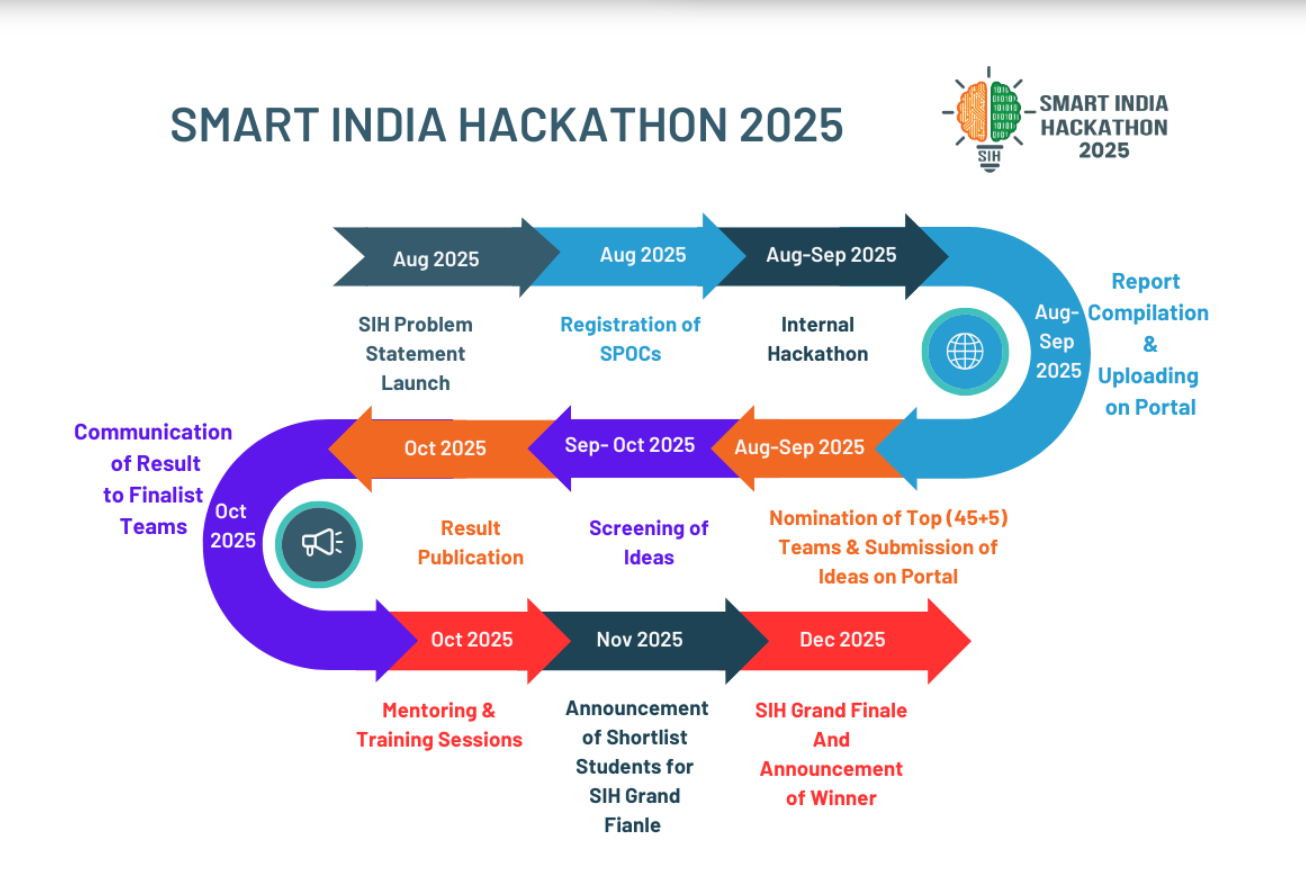 SMART INDIA HACKATHON 2025
SMART INDIA
HACKATHON
2025
SIH
Aug 2025
SIH Problem
Statement
Launch
Aug 2025
Registration of
SPOCs
Aug-Sep 2025
Internal
Hackathon
Aug-
Sep
2025
Report
Compilation
&
Uploading
on Portal
Aug-Sep 2025
Nomination of Top (45+5)
Teams & Submission of
Ideas on Portal
Sep- Oct 2025
Screening of
Ideas
Oct 2025
Result
Publication
Oct
2025
Communication
of Result
to Finalist
Teams
Oct 2025
Mentoring &
Training Sessions
Nov 2025
Announcement
of Shortlist
Students for
SIH Grand
Fianle
Dec 2025
SIH Grand Finale
And
Announcement
of Winner